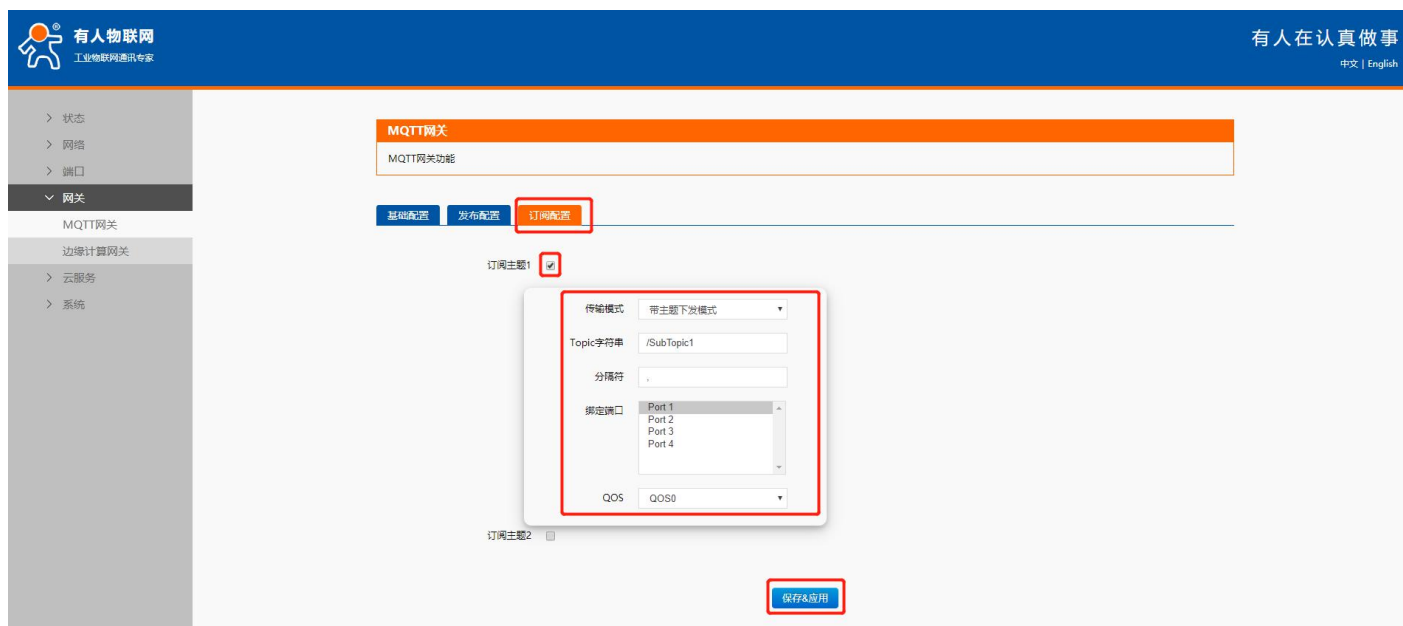 有人物联网
®
工业物联网通讯专家
有人在认真做事
中文 | English
状态
网络
端口
网关
MQTT网关
边缘计算网关
云服务
系统
MQTT网关
MQTT网关功能
基础配置 发布配置 订阅配置
订阅主题1
传输模式 带主题下发模式
Topic字符串 /SubTopic1
分隔符 ,
绑定端口 Port 1
Port 2
Port 3
Port 4
QOS QOS0
订阅主题2
保存&应用